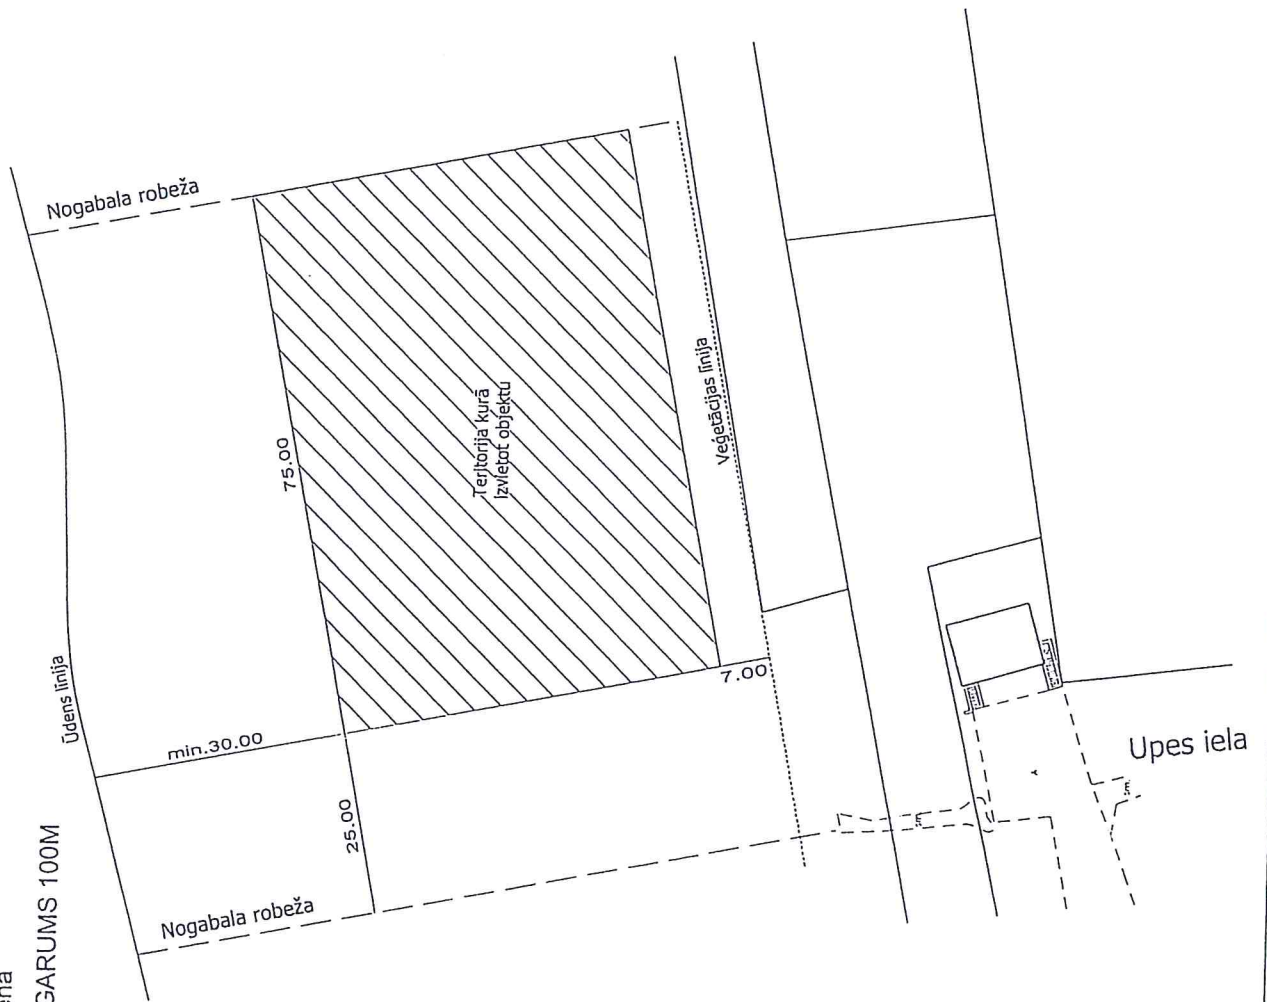 Nogabala robeža
Veģetācijas līnija
Teritorija kurā
Izvietot objektu
75.00
Ūdens līnija
7.00
min.30.00
Upes iela
25.00
Nogabala robeža
GARUMS 100M